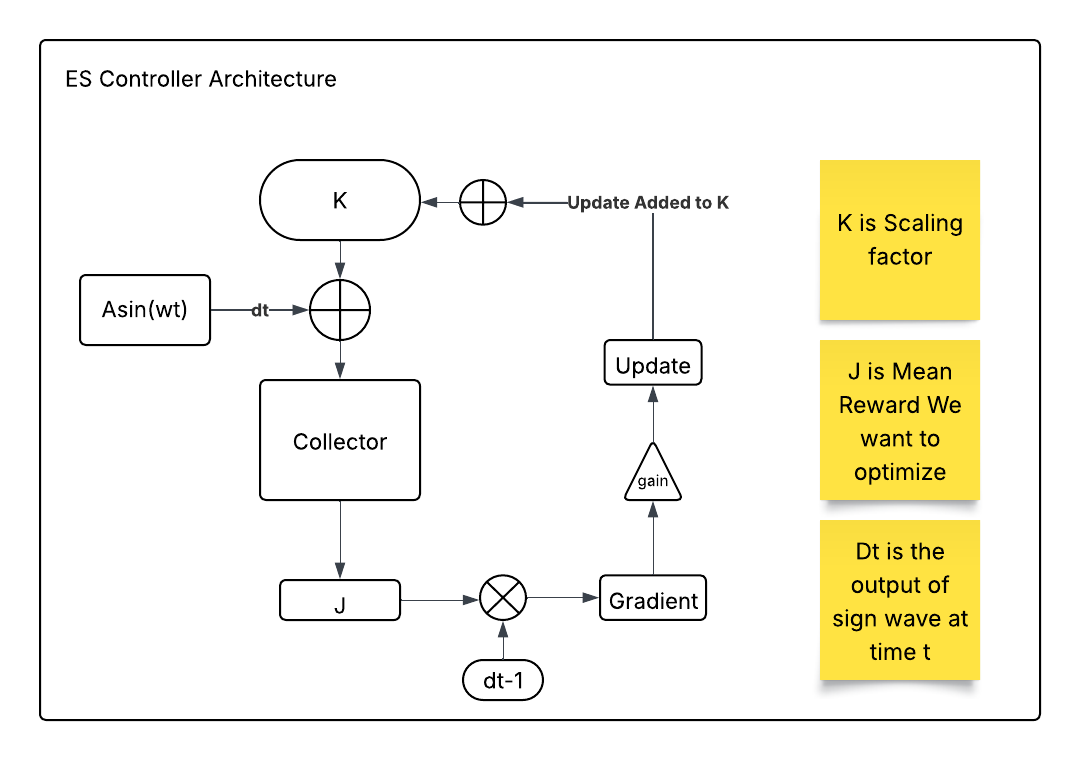 ES Controller Architecture
K
Update Added to K
Asin(wt)
dt
Collector
Update
gain
J
Gradient
dt-1
K is Scaling
factor
J is Mean
Reward We
want to
optimize
Dt is the
output of
sign wave at
time t